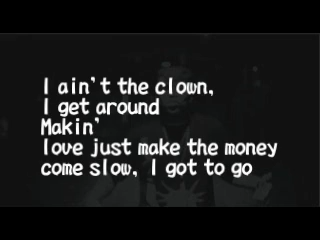 I ain't the clown,
I get around
Makin'
love just make the money
come slow, I got to go